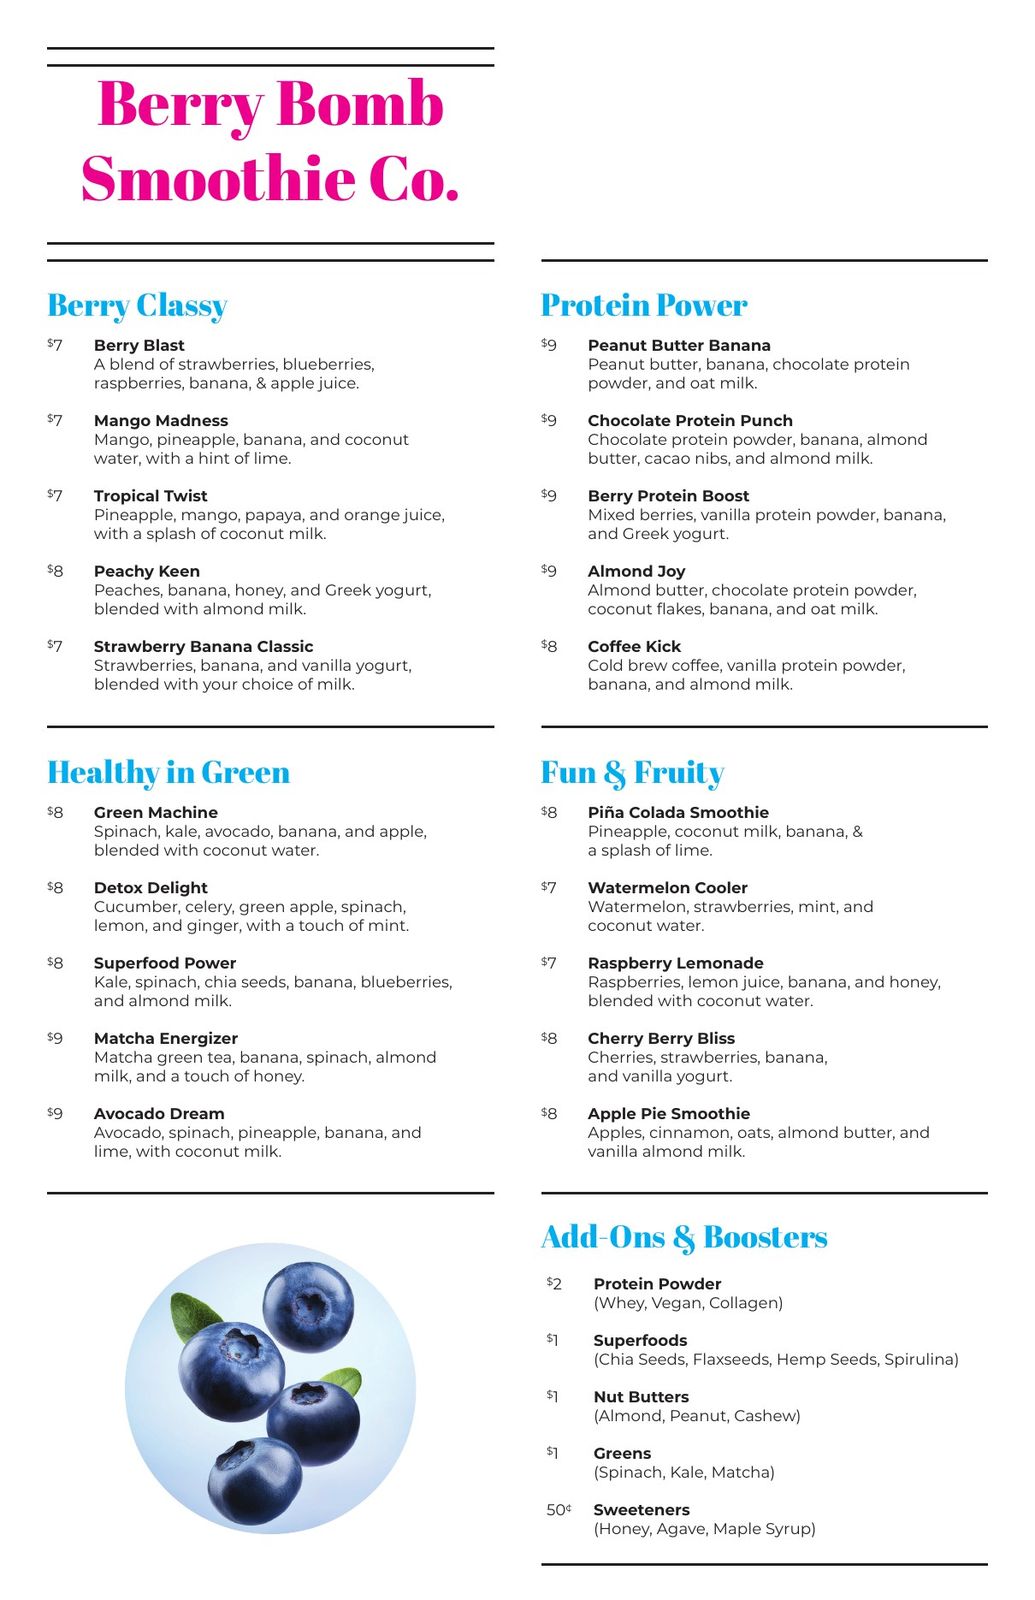 Berry Bomb
Smoothie Co.
Berry Classy
$7 Berry Blast
A blend of strawberries, blueberries,
raspberries, banana, & apple juice.
$7 Mango Madness
Mango, pineapple, banana, and coconut
water, with a hint of lime.
$7 Tropical Twist
Pineapple, mango, papaya, and orange juice,
with a splash of coconut milk.
$8 Peachy Keen
Peaches, banana, honey, and Greek yogurt,
blended with almond milk.
$7 Strawberry Banana Classic
Strawberries, banana, and vanilla yogurt,
blended with your choice of milk.
Healthy in Green
$8 Green Machine
Spinach, kale, avocado, banana, and apple,
blended with coconut water.
$8 Detox Delight
Cucumber, celery, green apple, spinach,
lemon, and ginger, with a touch of mint.
$8 Superfood Power
Kale, spinach, chia seeds, banana, blueberries,
and almond milk.
$9 Matcha Energizer
Matcha green tea, banana, spinach, almond
milk, and a touch of honey.
$9 Avocado Dream
Avocado, spinach, pineapple, banana, and
lime, with coconut milk.
Protein Power
$9 Peanut Butter Banana
Peanut butter, banana, chocolate protein
powder, and oat milk.
$9 Chocolate Protein Punch
Chocolate protein powder, banana, almond
butter, cacao nibs, and almond milk.
$9 Berry Protein Boost
Mixed berries, vanilla protein powder, banana,
and Greek yogurt.
$9 Almond Joy
Almond butter, chocolate protein powder,
coconut flakes, banana, and oat milk.
$8 Coffee Kick
Cold brew coffee, vanilla protein powder,
banana, and almond milk.
Fun & Fruity
$8 Piña Colada Smoothie
Pineapple, coconut milk, banana, &
a splash of lime.
$7 Watermelon Cooler
Watermelon, strawberries, mint, and
coconut water.
$7 Raspberry Lemonade
Raspberries, lemon juice, banana, and honey,
blended with coconut water.
$8 Cherry Berry Bliss
Cherries, strawberries, banana,
and vanilla yogurt.
$8 Apple Pie Smoothie
Apples, cinnamon, oats, almond butter, and
vanilla almond milk.
Add-Ons & Boosters
$2 Protein Powder
(Whey, Vegan, Collagen)
$1 Superfoods
(Chia Seeds, Flaxseeds, Hemp Seeds, Spirulina)
$1 Nut Butters
(Almond, Peanut, Cashew)
$1 Greens
(Spinach, Kale, Matcha)
50¢ Sweeteners
(Honey, Agave, Maple Syrup)